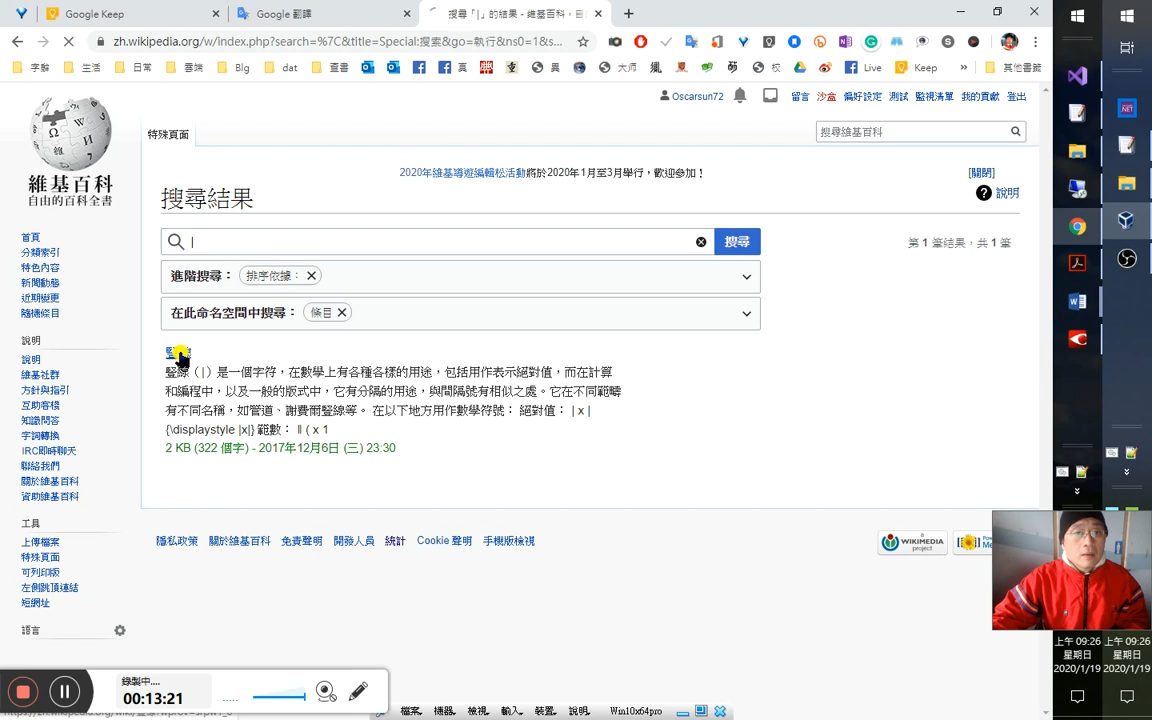 Google Keep
Google 翻譯
搜尋「|」的結果 - 維基百科，自
zh.wikipedia.org/w/index.php?search=%7C&title=Special:搜索&go=執行&ns0=1&s...
字辭
生活
日常
雲端
Blg
dat
查書
真
異
大师
校
Live
Keep
其他書籤
Oscarsun72
留言
沙盒
偏好設定
測試
監視清單
我的貢獻
登出
特殊頁面
搜尋維基百科
維基百科
自由的百科全書
2020年維基導遊編輯松活動將於2020年1月至3月舉行，歡迎參加！
[關閉]
搜尋結果
說明
|
搜尋
第 1 筆結果，共 1 筆
進階搜尋：
排序依據：
在此命名空間中搜尋：
條目
首頁
分類索引
特色內容
新聞動態
近期變更
隨機條目
說明
說明
維基社群
方針與指引
互助客棧
知識問答
字詞轉換
IRC即時聊天
聯絡我們
關於維基百科
資助維基百科
工具
上傳檔案
特殊頁面
可列印版
左側跳頂連結
短網址
語言
豎線（|）是一個字符，在數學上有各種各樣的用途，包括用作表示絕對值，而在計算
和編程中，以及一般的版式中，它有分隔的用途，與間隔號有相似之處。它在不同範疇
有不同名稱，如管道、謝費爾豎線等。 在以下地方用作數學符號： 絕對值： | x |
{\displaystyle |x|} 範數： ‖ ( x 1
2 KB (322 個字) - 2017年12月6日 (三) 23:30
隱私政策
關於維基百科
免責聲明
開發人員
統計
Cookie 聲明
手機版檢視
WIKIMEDIA
project
錄製中....
00:13:21
檔案
機器
檢視
輸入
裝置
說明
Win10x64pro
上午 09:26
星期日
2020/1/19
上午 09:26
星期日
2020/1/19